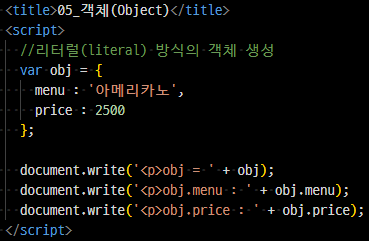 <title>05_객체(Object)</title>
<script>
//리터럴(literal) 방식의 객체 생성
var obj = {
menu : '아메리카노',
price : 2500
};
document.write('<p>obj = ' + obj);
document.write('<p>obj.menu : ' + obj.menu);
document.write('<p>obj.price : ' + obj.price);
</script>